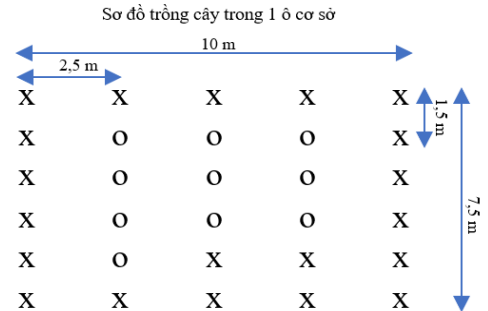 Sơ đồ trồng cây trong 1 ô cơ sở
10 m
2,5 m
X X X X X
X O O O X
X O O O X
X O O O X
X O X X X
X X X X X
1,5 m
7,5 m